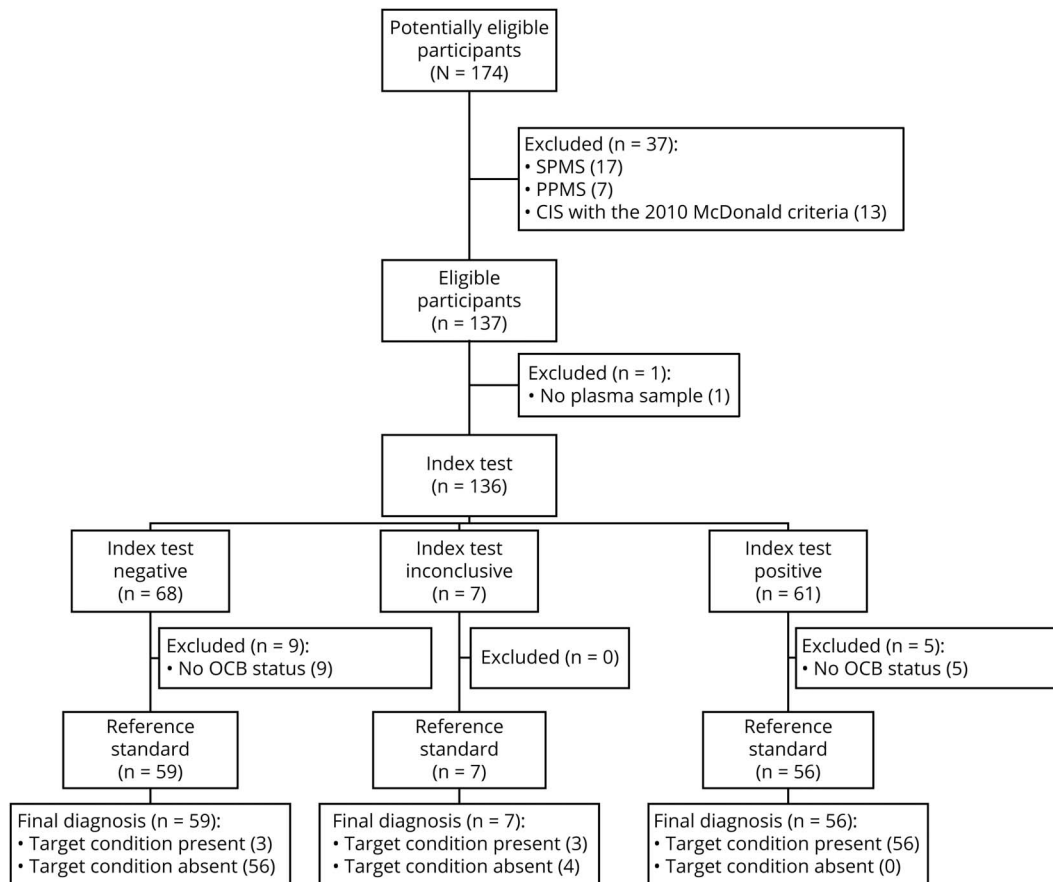 Potentially eligible
participants
(N = 174)
Excluded (n = 37):
• SPMS (17)
• PPMS (7)
• CIS with the 2010 McDonald criteria (13)
Eligible
participants
(n = 137)
Excluded (n = 1):
• No plasma sample (1)
Index test
(n = 136)
Index test
negative
(n = 68)
Index test
inconclusive
(n = 7)
Index test
positive
(n = 61)
Excluded (n = 9):
• No OCB status (9)
Excluded (n = 0)
Excluded (n = 5):
• No OCB status (5)
Reference
standard
(n = 59)
Reference
standard
(n = 7)
Reference
standard
(n = 56)
Final diagnosis (n = 59)
• Target condition present (3)
• Target condition absent (56)
Final diagnosis (n = 7)
• Target condition present (3)
• Target condition absent (4)
Final diagnosis (n = 56)
• Target condition present (56)
• Target condition absent (0)